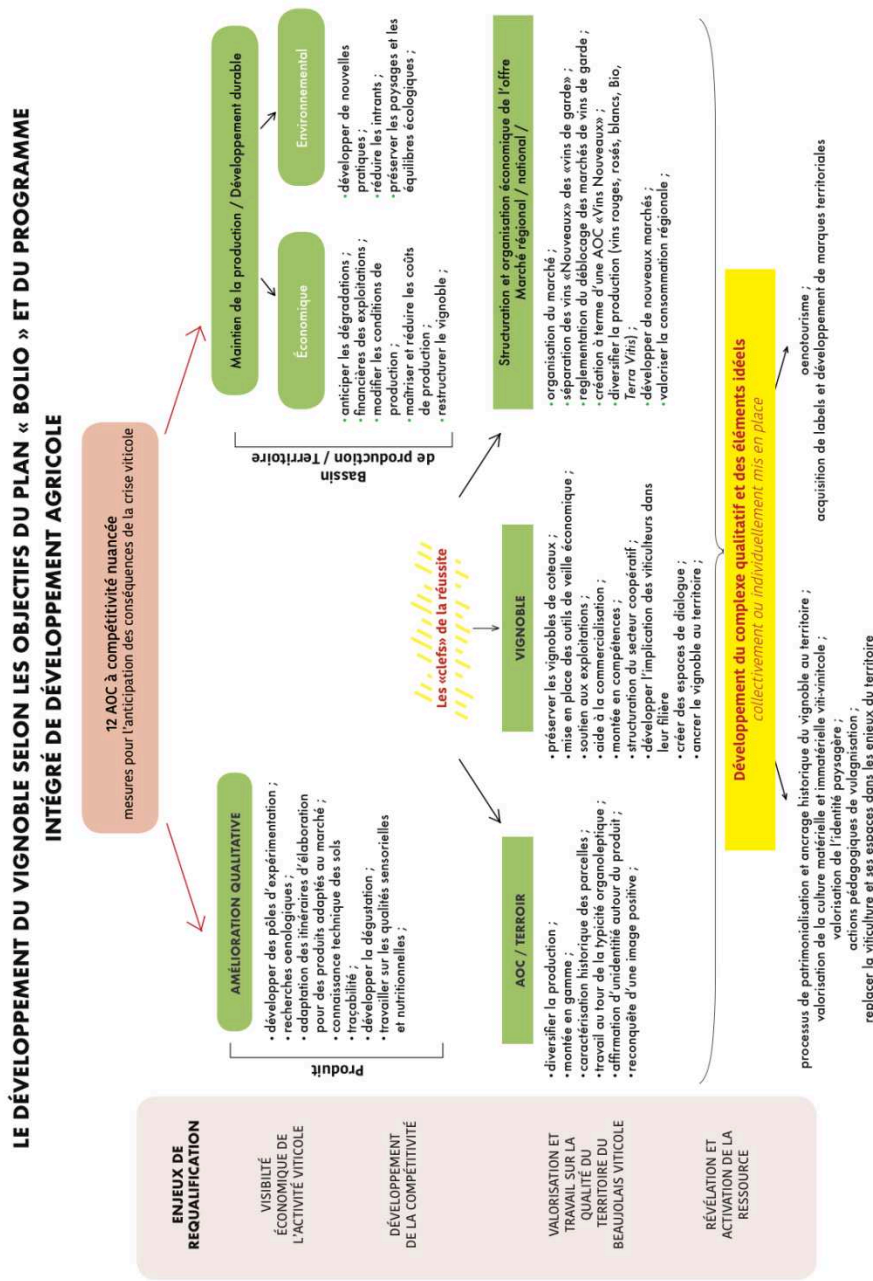 LE DÉVELOPPEMENT DU VIGNOBLE SELON LES OBJECTIFS DU PLAN « BOLIO » ET DU PROGRAMME
INTÉGRÉ DE DÉVELOPPEMENT AGRICOLE
ENJEUX DE
REQUALIFICATION
VISIBILTÉ
ÉCONOMIQUE DE
L'ACTIVITÉ VITICOLE
DÉVELOPPEMENT
DE LA COMPÉTITIVITÉ
VALORISATION ET
TRAVAIL SUR LA
QUALITÉ DU
TERRITOIRE DU
BEAUJOLAIS VITICOLE
RÉVÉLATION ET
ACTIVATION DE LA
RESSOURCE
12 AOC à compétitivité nuancée
mesures pour l'anticipation des conséquences de la crise viticole
AMÉLIORATION QUALITATIVE
• développer des pôles d'expérimentation ;
• recherches oenologiques ;
• adaptation des itinéraires d'élaboration
pour des produits adaptés au marché ;
• connaissance technique des sols
• traçabilité ;
• développer la dégustation ;
• travailler sur les qualités sensorielles
et nutritionnelles ;
Produit
Maintien de la production / Développement durable
Économique
• anticiper les dégradations ;
• financières des exploitations ;
• modifier les conditions de
production ;
• maîtriser et réduire les coûts
de production ;
• restructurer le vignoble ;
Environnemental
• développer de nouvelles
pratiques ;
• réduire les intrants ;
• préserver les paysages et les
équilibres écologiques ;
Bassin
de production / Territoire
Les «clefs» de la réussite
AOC / TERROIR
• diversifier la production ;
• montée en gamme ;
• caractérisation historique des parcelles ;
• travail au tour de la typicité organoleptique ;
• affirmation d'unidentitié autour du produit ;
• reconquête d'une image positive ;
VIGNOBLE
• préserver les vignobles de coteaux ;
• mise en place des outils de veille économique ;
• soutien aux exploitations ;
• aide à la commercialisation ;
• montée en compétences ;
• structuration du secteur coopératif ;
• développer l'implication des viticulteurs dans
leur filière
• créer des espaces de dialogue ;
• ancrer le vignoble au territoire ;
Structuration et organisation économique de l'offre
Marché régional / national /
• organisation du marché ;
• séparation des vins «Nouveaux» des «vins de garde» ;
• reglementation du déblocage des marchés de vins de garde ;
• création à terme d'une AOC «Vins Nouveaux» ;
• diversifier la production (vins rouges, rosés, blancs, Bio,
Terra Vitis) ;
• développer de nouveaux marchés ;
• valoriser la consommation régionale ;
Développement du complexe qualitatif et des éléments idéels
collectivement ou individuellement mis en place
processus de patrimonialisation et ancrage historique du vignoble au territoire ;
valorisation de la culture matérielle et immatérielle viti-vinitcole ;
valorisation de l'identité paysagère ;
actions pédagogiques de vulagnisation ;
replacer la viticulture et ses espaces dans les enieux du territoire
oenotourisme ;
acquisition de labels et développement de marques territoriales